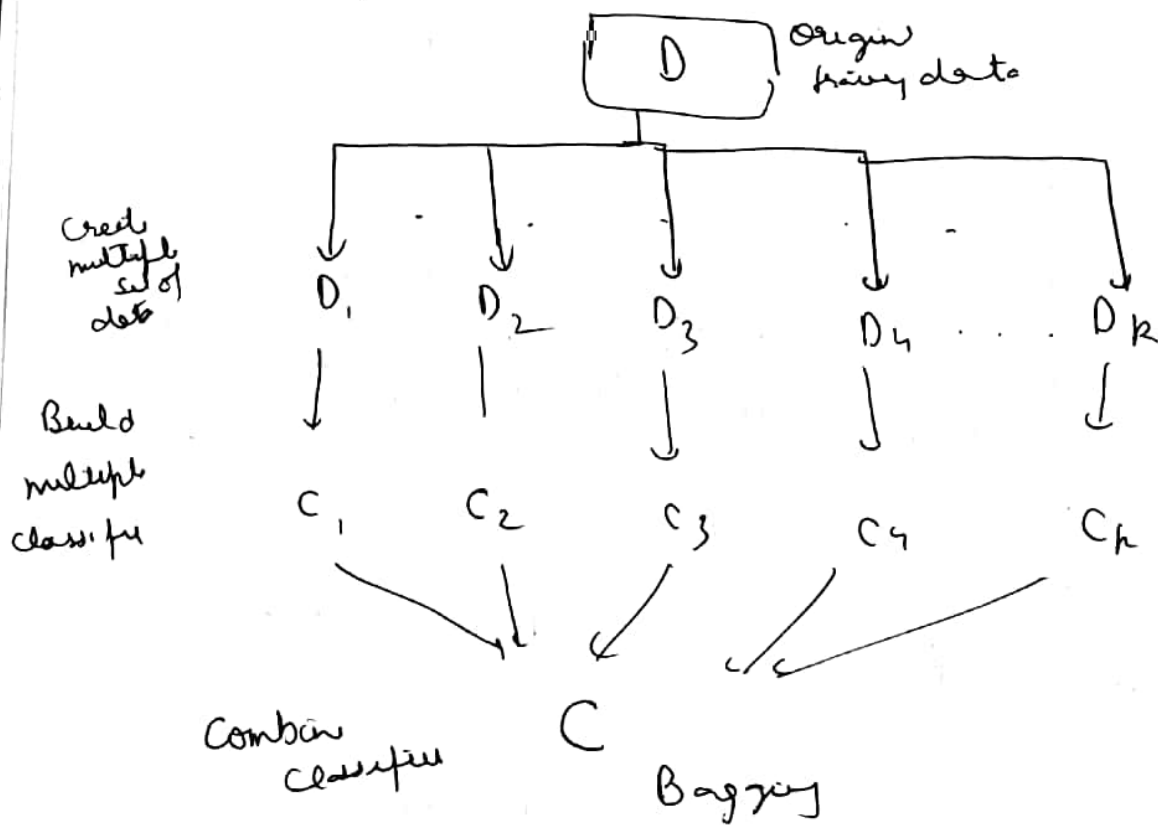 D
Origin
data
Create
multiple
set of
data
D1 D2 D3 D4 . . . . Dk
Build
multiple
classifier
C1 C2 C3 C4 Ck
C
Combine
classifier
Bagging